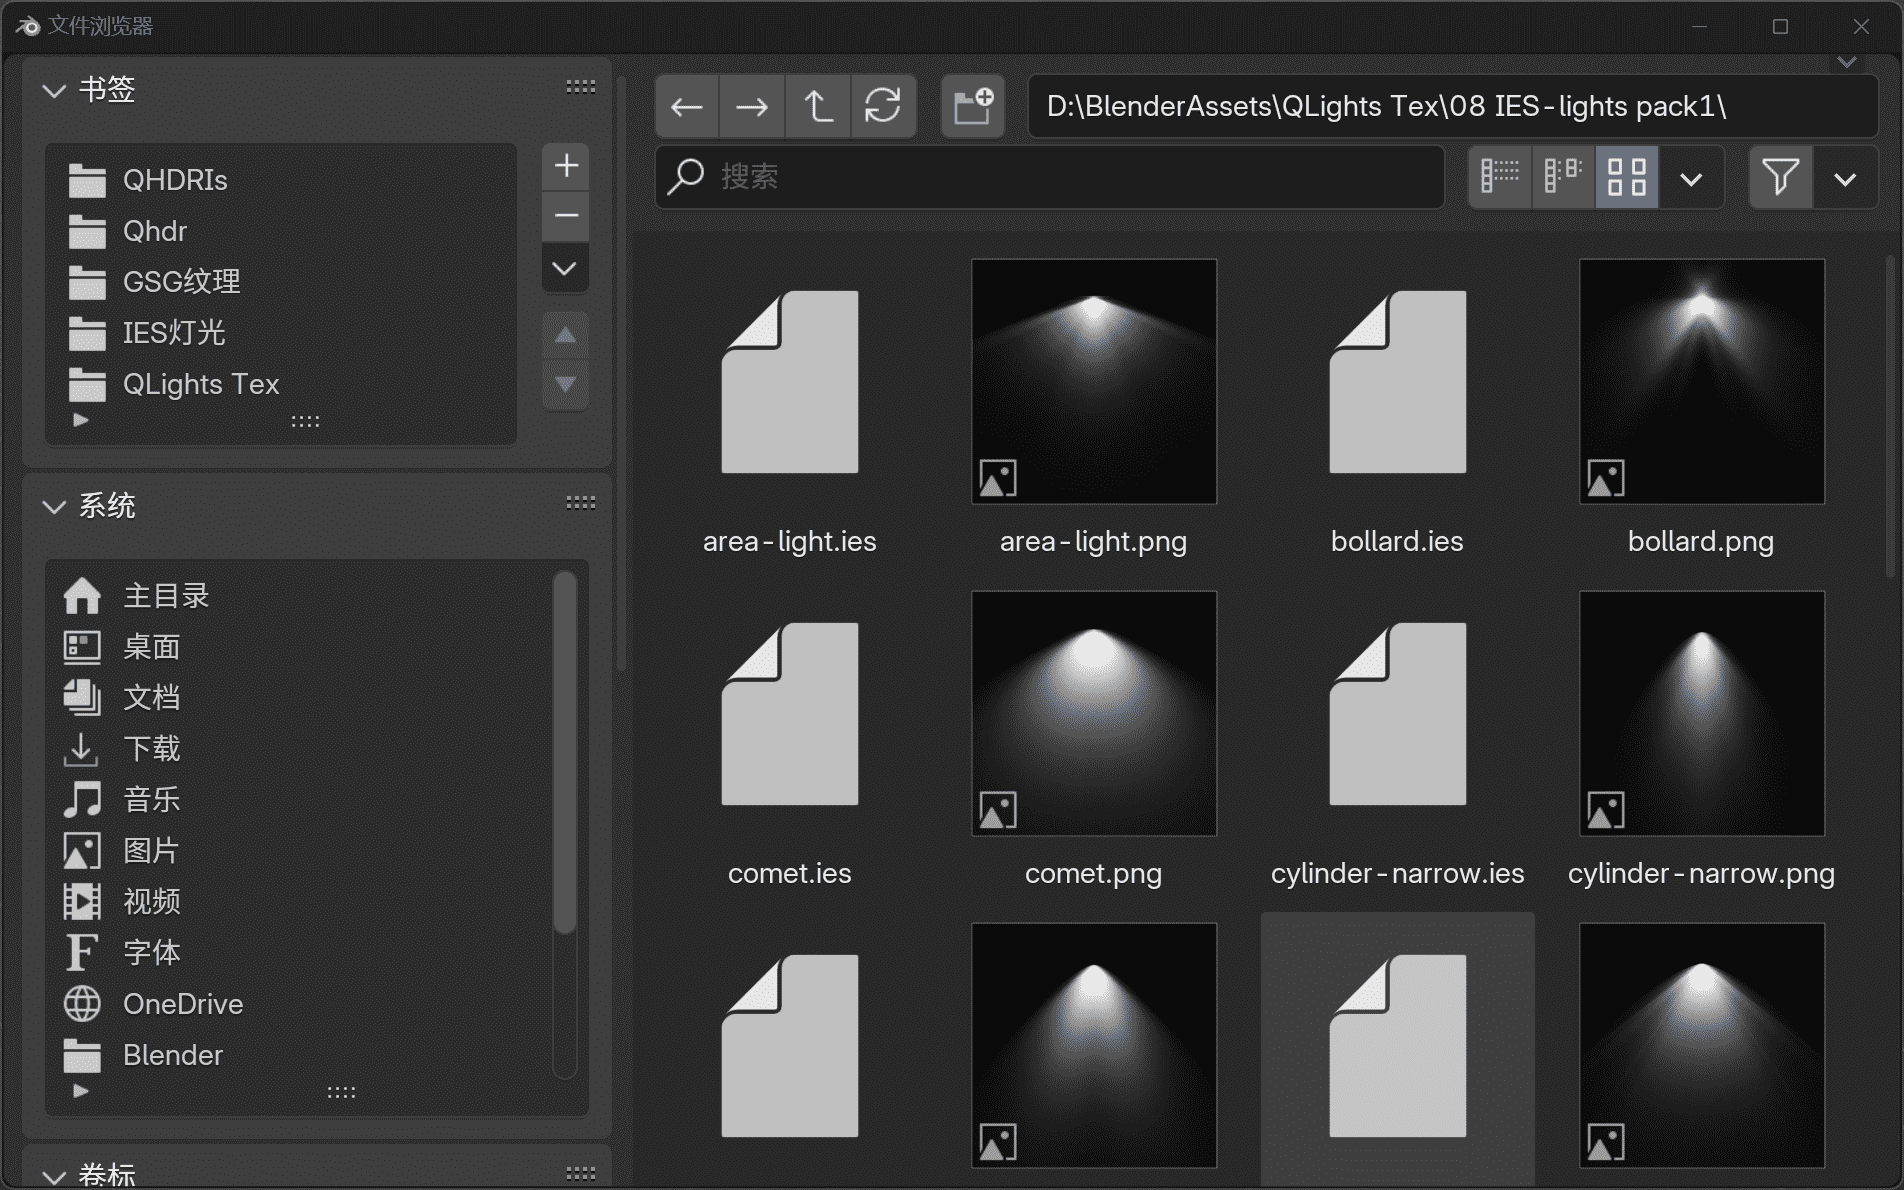 文件浏览器
书签
QHDRIs
Qhdr
GSG纹理
IES灯光
QLights Tex
系统
主目录
桌面
文档
下载
音乐
图片
视频
字体
OneDrive
Blender
卷标
D:\BlenderAssets\QLights Tex\08 IES-lights pack1\
搜索
area-light.ies
area-light.png
bollard.ies
bollard.png
comet.ies
comet.png
cylinder-narrow.ies
cylinder-narrow.png